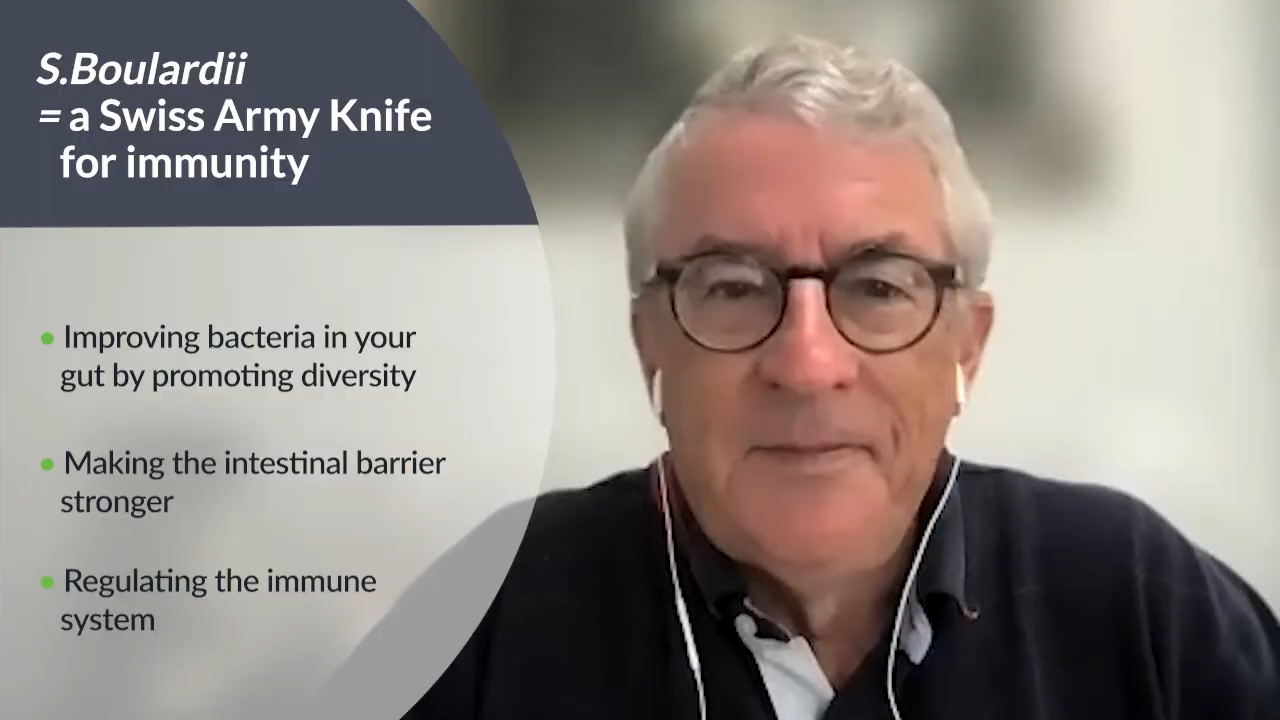 S.Boulardii
= a Swiss Army Knife
for immunity
• Improving bacteria in your
gut by promoting diversity
• Making the intestinal barrier
stronger
• Regulating the immune
system